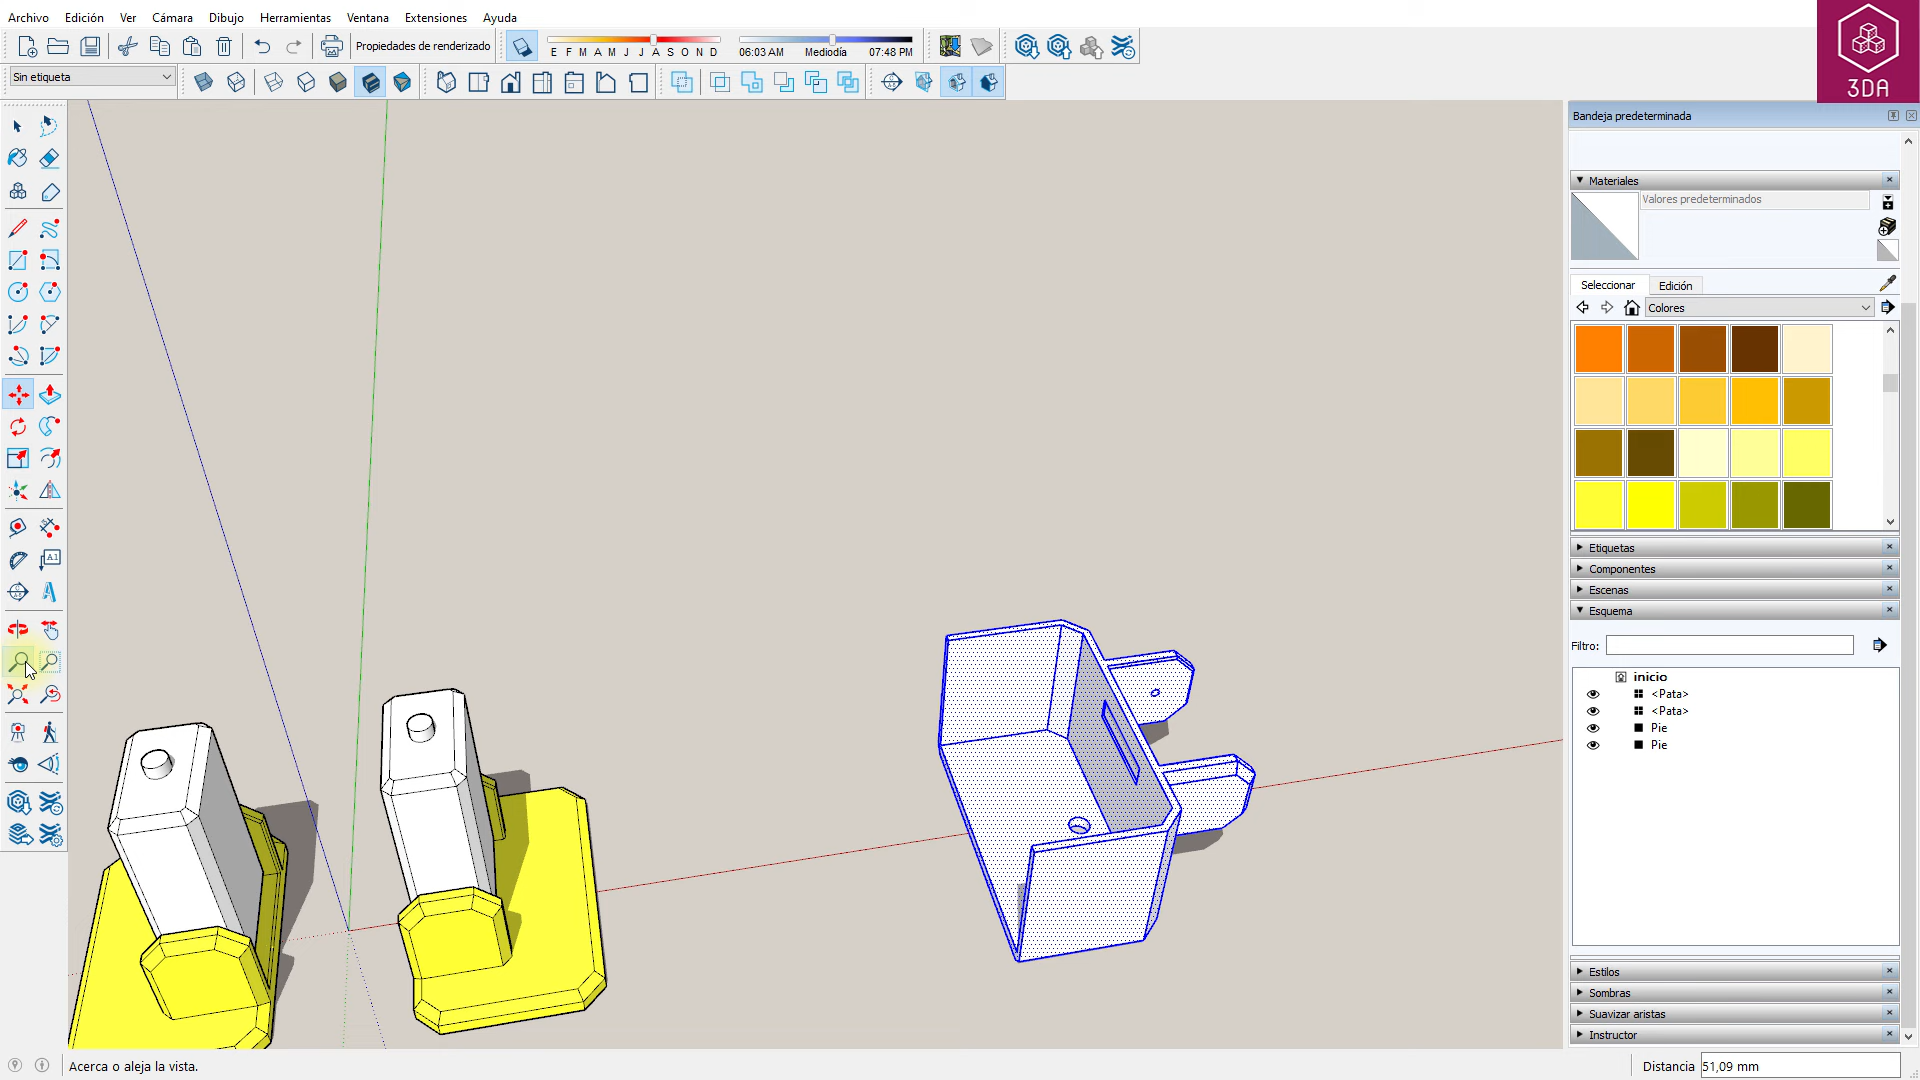 Archivo Edición Ver Cámara Dibujo Herramientas Ventana Extensiones Ayuda
Propiedades de renderizado
E F M A M J J A S O N D
06:03 AM Mediodía 07:48 PM
3DA
Sin etiqueta
Bandeja predeterminada
Materiales
Valores predeterminados
Seleccionar Edición
Colores
Etiquetas
Componentes
Escenas
Esquema
Filtro:
inicio
<Pata>
<Pata>
Pie
Pie
Estilos
Sombras
Suavizar aristas
Instructor
Acerca o aleja la vista.
Distancia 51,09 mm